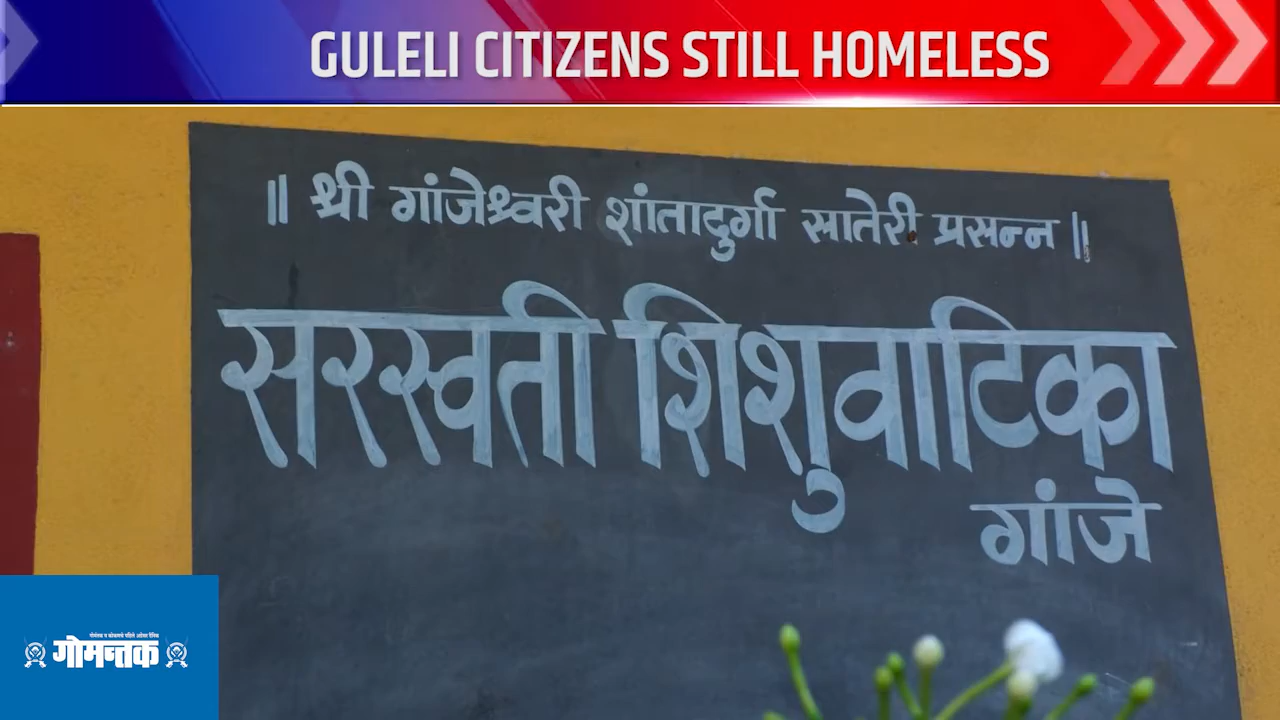 GULELI CITIZENS STILL HOMELESS
॥ श्री गांजेश्वरी शांतादुर्गा सातेरी प्रसन्न ॥
सरस्वती शिशुवाटिका
गांजे
गोमन्तक